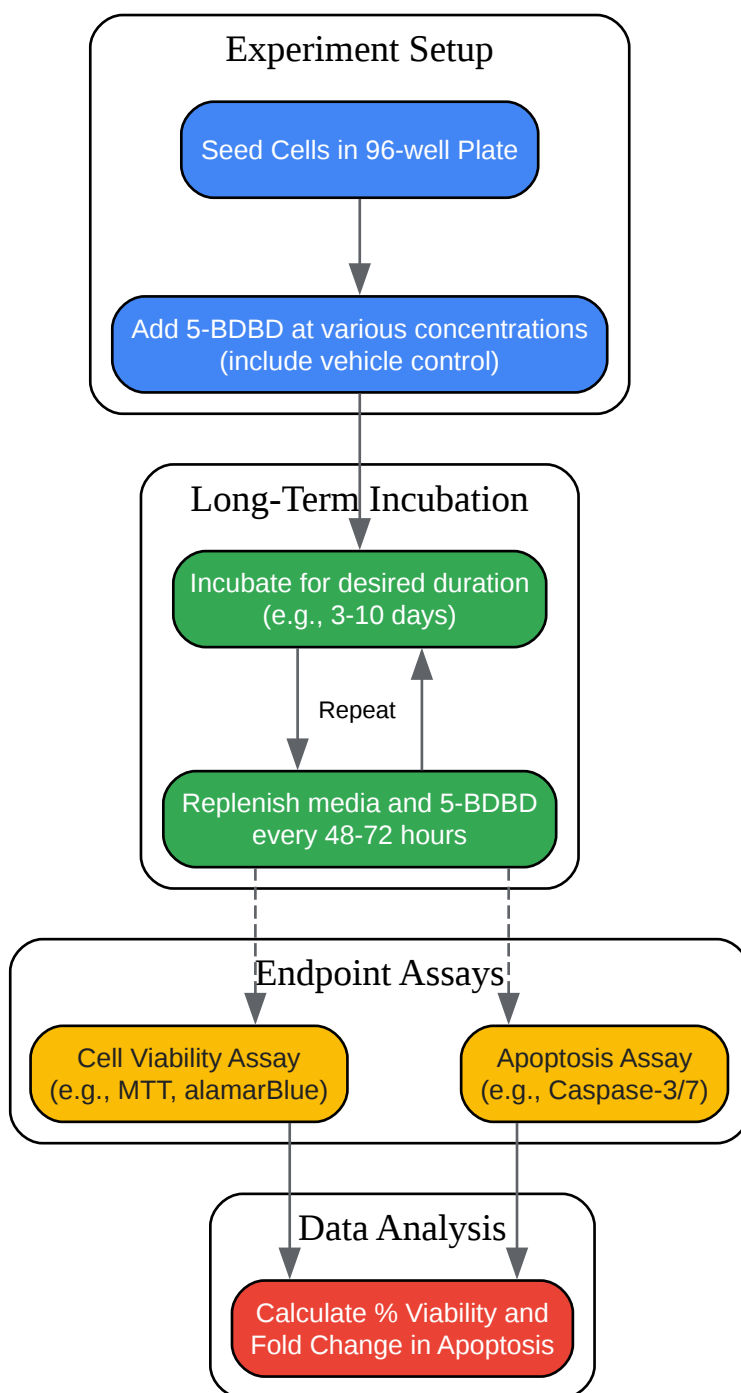 Experiment Setup
Seed Cells in 96-well Plate
Add 5-BDBD at various concentrations
(include vehicle control)
Long-Term Incubation
Incubate for desired duration
(e.g., 3-10 days)
Repeat
Replenish media and 5-BDBD
every 48-72 hours
Endpoint Assays
Cell Viability Assay
(e.g., MTT, alamarBlue)
Apoptosis Assay
(e.g., Caspase-3/7)
Data Analysis
Calculate % Viability and
Fold Change in Apoptosis